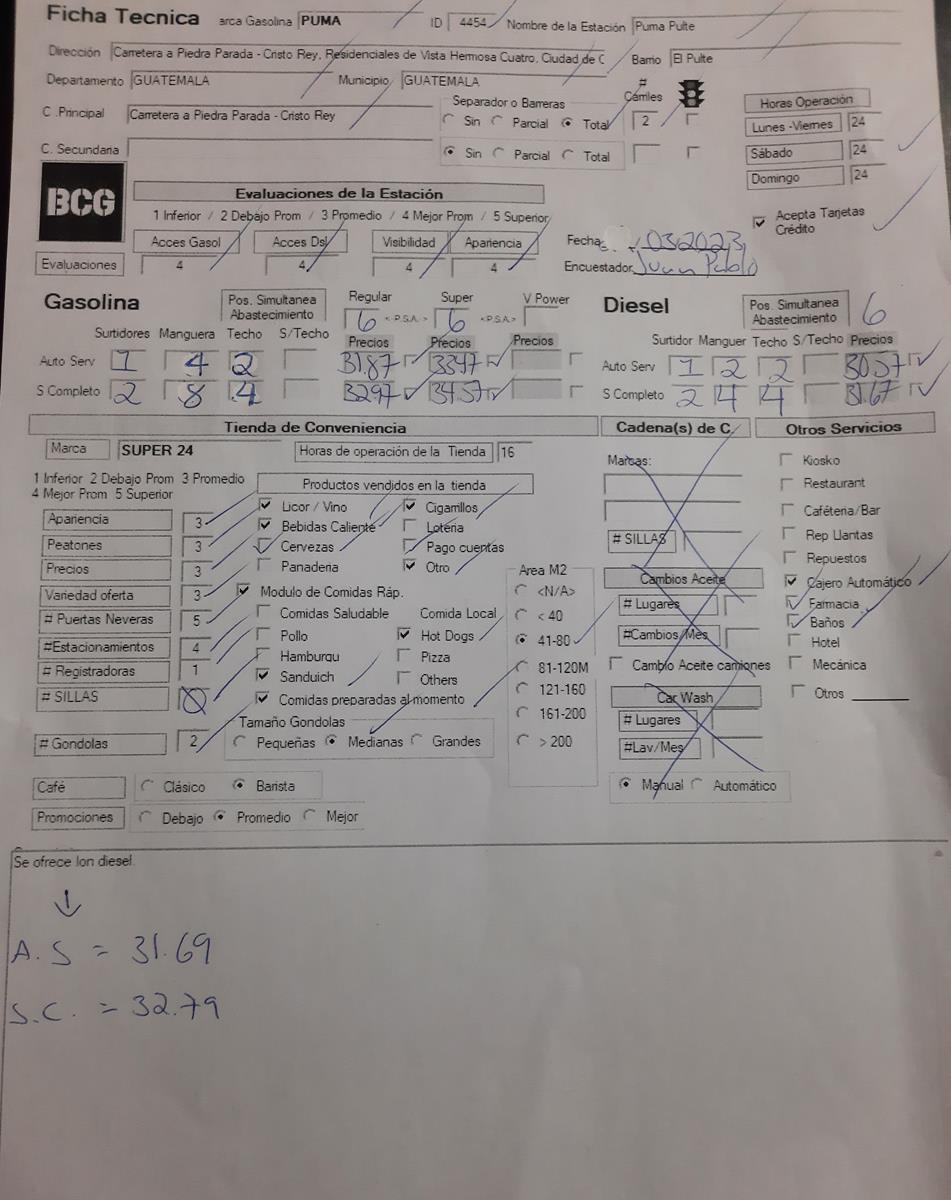 Ficha Tecnica arca Gasolina PUMA ID 4454 Nombre de la Estación Puma Pulte
Dirección Carretera a Piedra Parada - Cristo Rey, Residenciales de Vista Hermosa Cuatro, Ciudad de C Barrio El Pulte
Departamento GUATEMALA Municipio GUATEMALA # Carriles
C .Principal Carretera a Piedra Parada - Cristo Rey Separador o Barreras Sin Parcial Total 2
C. Secundaria Sin Parcial Total
Horas Operación
Lunes -Viernes 24
Sábado 24
Domingo 24
BCG
Evaluaciones de la Estación
1 Inferior / 2 Debajo Prom / 3 Promedio / 4 Mejor Prom / 5 Superior
Acepta Tarjetas Crédito
Acces Gasol Acces Dsl Visibilidad Apariencia
Evaluaciones 4 4 4 4
Fecha 032023
Encuestador Juan Pablo
Gasolina Pos. Simultanea Abastecimiento Regular 6 < P.S.A.> Super 6 <P.S.A.> V Power
Surtidores Manguera Techo S/Techo Precios Precios Precios
Auto Serv 1 4 2 31.87 33.47
S Completo 2 8 4 32.97 34.57
Diesel Pos. Simultanea Abastecimiento 6
Surtidor Manguer Techo S/Techo Precios
Auto Serv 1 2 2 30.57
S Completo 2 4 4 31.67
Tienda de Conveniencia
Marca SUPER 24 Horas de operación de la Tienda 16
1 Inferior 2 Debajo Prom 3 Promedio
4 Mejor Prom 5 Superior
Apariencia 3
Peatones 3
Precios 3
Variedad oferta 3
# Puertas Neveras 5
#Estacionamientos 4
# Registradoras 1
# SILLAS 0
# Gondolas 2
Productos vendidos en la tienda
Licor / Vino Cigarrillos
Bebidas Caliente Loteria
Cervezas Pago cuentas
Panaderia Otro
Modulo de Comidas Ráp.
Comidas Saludable Comida Local
Pollo Hot Dogs
Hamburqu Pizza
Sanduich Others
Comidas preparadas al momento
Tamaño Gondolas
Pequeñas Medianas Grandes
Area M2
<N/A>
< 40
41-80
81-120M
121-160
161-200
> 200
Café Clásico Barista
Promociones Debajo Promedio Mejor
Cadena(s) de C
Marcas:
# SILLAS
Cambios Aceite
# Lugares
#Cambios/Mes
Cambio Aceite camiones
Car Wash
# Lugares
#Lav/Mes
Manual Automático
Otros Servicios
Kiosko
Restaurant
Caféteria/Bar
Rep Llantas
Repuestos
Cajero Automático
Farmacia
Baños
Hotel
Mecánica
Otros
Se ofrece Ion diesel.
↓
A.S = 31.69
S.C. = 32.79